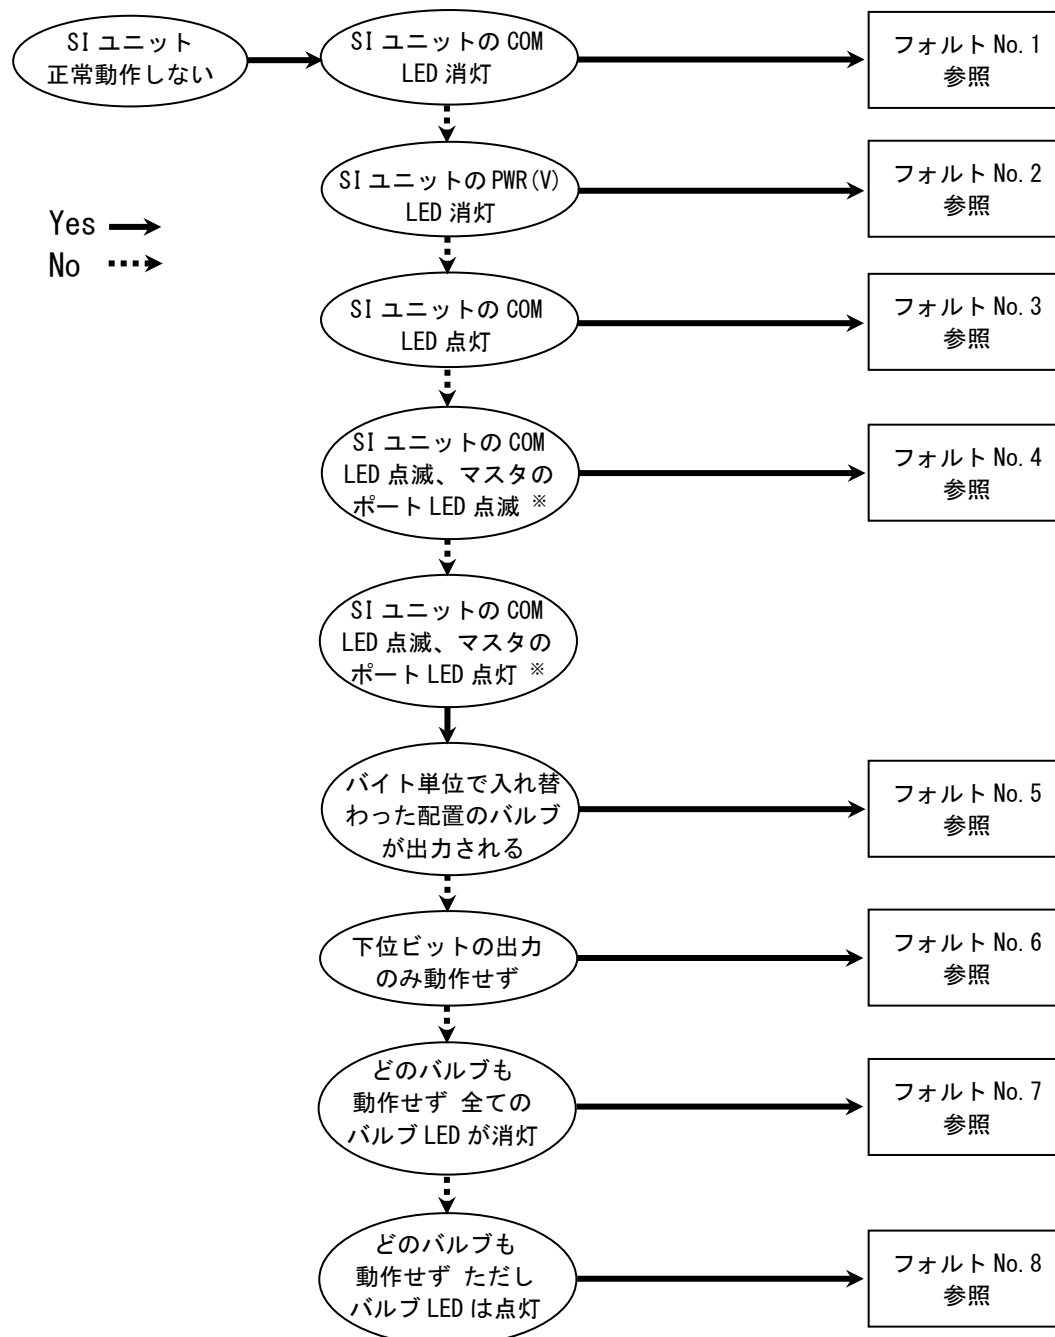 SI ユニット
正常動作しない
SI ユニットの COM
LED 消灯
フォルト No. 1
参照
SI ユニットの PWR(V)
LED 消灯
フォルト No. 2
参照
Yes
No
SI ユニットの COM
LED 点灯
フォルト No. 3
参照
SI ユニットの COM
LED 点滅、マスタの
ポート LED 点滅 ※
フォルト No. 4
参照
SI ユニットの COM
LED 点滅、マスタの
ポート LED 点灯 ※
バイト単位で入れ替
わった配置のバルブ
が出力される
フォルト No. 5
参照
下位ビットの出力
のみ動作せず
フォルト No. 6
参照
どのバルブも
動作せず 全ての
バルブ LED が消灯
フォルト No. 7
参照
どのバルブも
動作せず ただし
バルブ LED は点灯
フォルト No. 8
参照